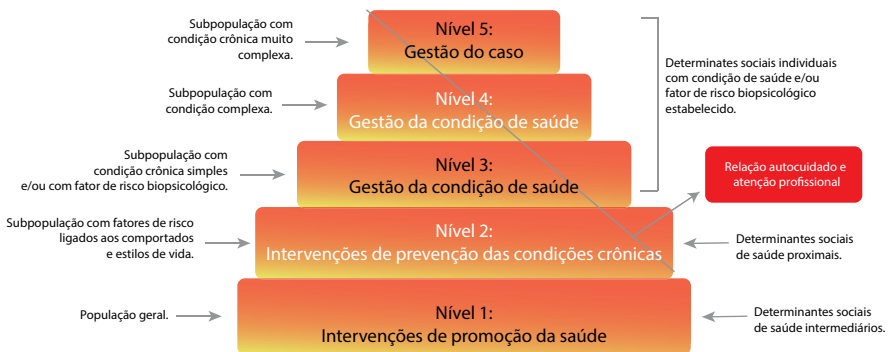 Subpopulação com
condição crônica muito
complexa.
Nível 5:
Gestão do caso
Determinates sociais individuais
com condição de saúde e/ou
fator de risco biopsicológico
estabelecido.
Subpopulação com
condição complexa.
Nível 4:
Gestão da condição de saúde
Subpopulação com
condição crônica simples
e/ou com fator de risco biopsicológico.
Nível 3:
Gestão da condição de saúde
Relação autocuidado e
atenção profissional
Subpopulação com fatores de risco
ligados aos comportados
e estilos de vida.
Nível 2:
Intervenções de prevenção das condições crônicas
Determinantes sociais
de saúde proximais.
População geral.
Nível 1:
Intervenções de promoção da saúde
Determinantes sociais
de saúde intermediários.